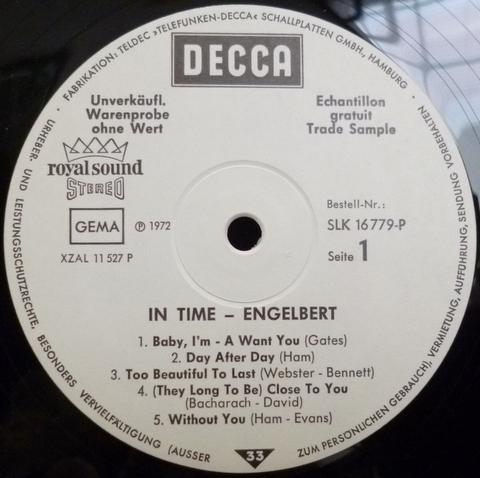 FABRIKATION: TELDEC »TELEFUNKEN-DECCA« SCHALLPLATTEN GMBH., HAMBURG ·
URHEBER- UND LEISTUNGSSCHUTZRECHTE, BESONDERS VERVIELFÄLTIGUNG (AUSSER ZUM PERSÖNLICHEN GEBRAUCH), VERMIETUNG, AUFFÜHRUNG, SENDUNG VORBEHALTEN ·
DECCA
Unverkäufl.
Warenprobe
ohne Wert
Echantillon
gratuit
Trade Sample
royal sound
STEREO
GEMA
℗ 1972
XZAL 11 527 P
Bestell-Nr.:
SLK 16 779-P
Seite 1
IN TIME – ENGELBERT
1. Baby, I'm - A Want You (Gates)
2. Day After Day (Ham)
3. Too Beautiful To Last (Webster - Bennett)
4. (They Long To Be) Close To You
(Bacharach - David)
5. Without You (Ham - Evans)
33